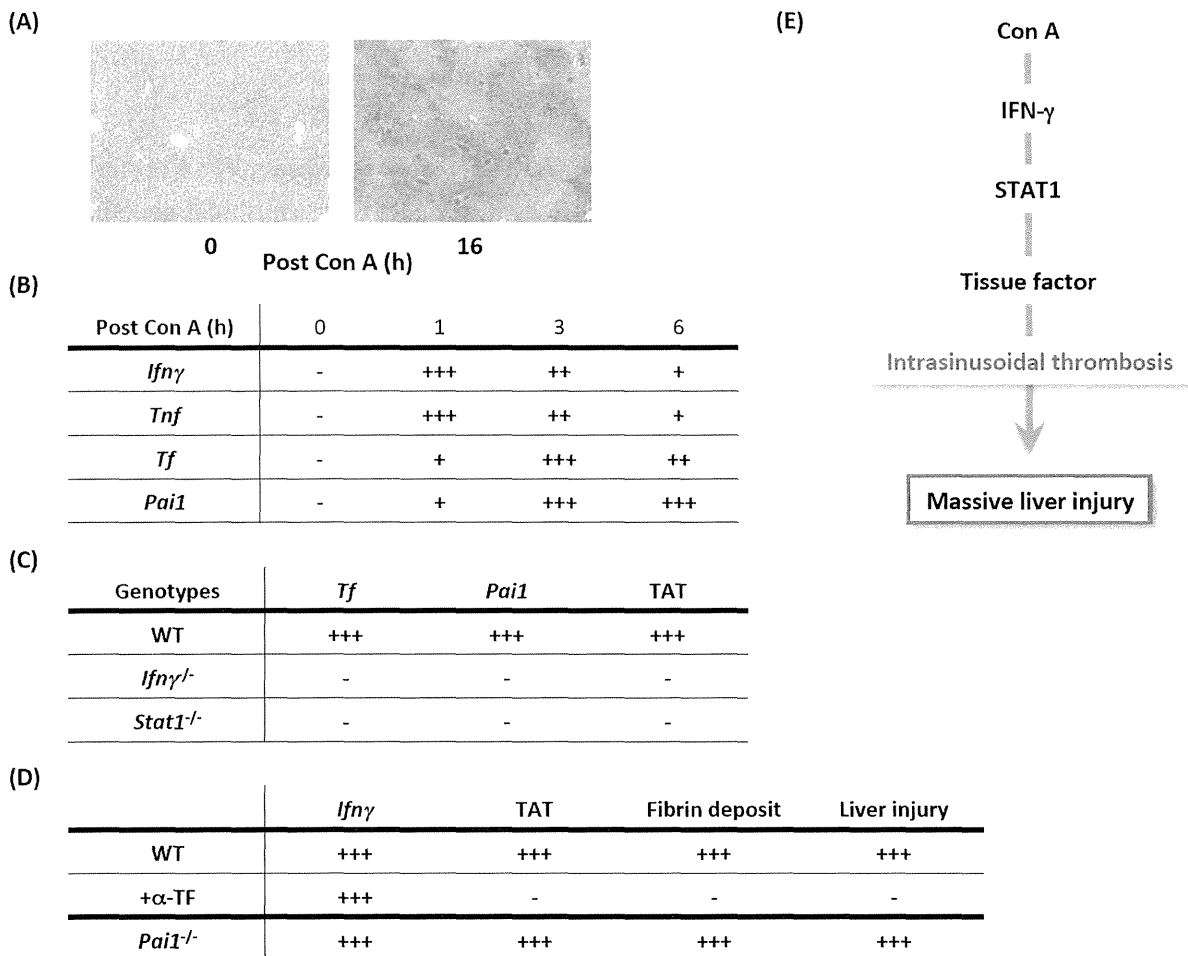 (A)
0 16
Post Con A (h)
(B)
Post Con A (h) 0 1 3 6
Ifnγ - +++ ++ +
Tnf - +++ ++ +
Tf - + +++ ++
Pai1 - + +++ +++
(C)
Genotypes Tf Pai1 TAT
WT +++ +++ +++
Ifnγ-/- - - -
Stat1-/- - - -
(D)
Ifnγ TAT Fibrin deposit Liver injury
WT +++ +++ +++ +++
+α-TF +++ - - -
Pai1-/- +++ +++ +++ +++
(E)
Con A
IFN-γ
STAT1
Tissue factor
Intrasinusoidal thrombosis
Massive liver injury